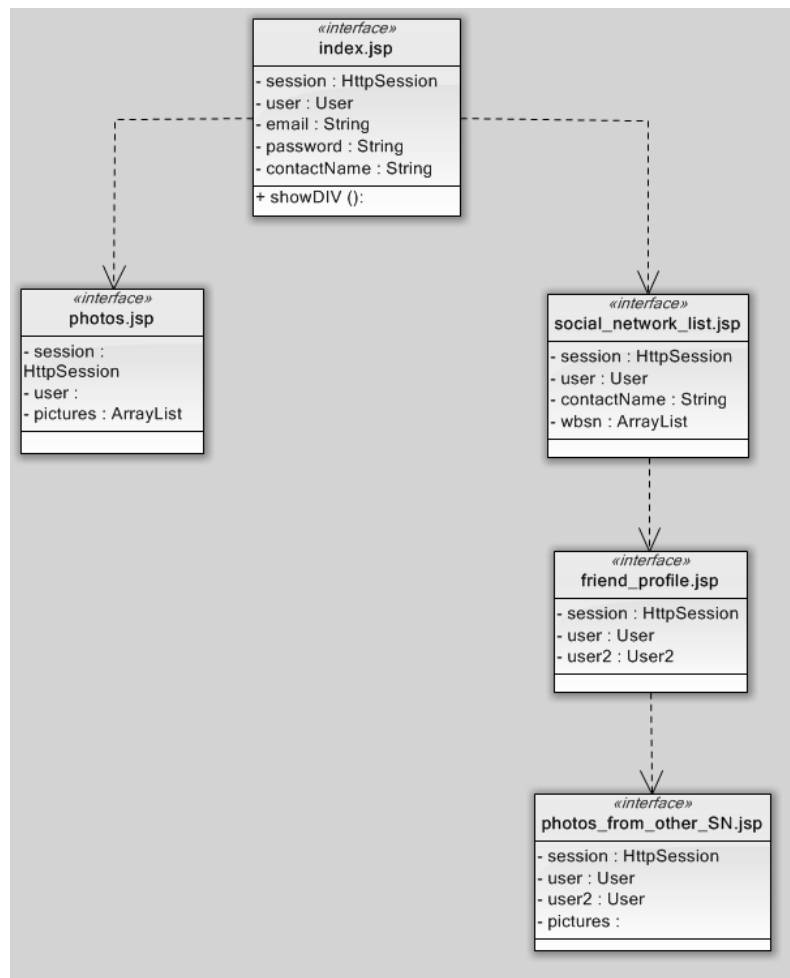 «interface»
index.jsp
- session : HttpSession
- user : User
- email : String
- password : String
- contactName : String
+ showDIV ():
«interface»
photos.jsp
- session :
HttpSession
- user :
- pictures : ArrayList
«interface»
social_network_list.jsp
- session : HttpSession
- user : User
- contactName : String
- wbsn : ArrayList
«interface»
friend_profile.jsp
- session : HttpSession
- user : User
- user2 : User2
«interface»
photos_from_other_SN.jsp
- session : HttpSession
- user : User
- user2 : User
- pictures :